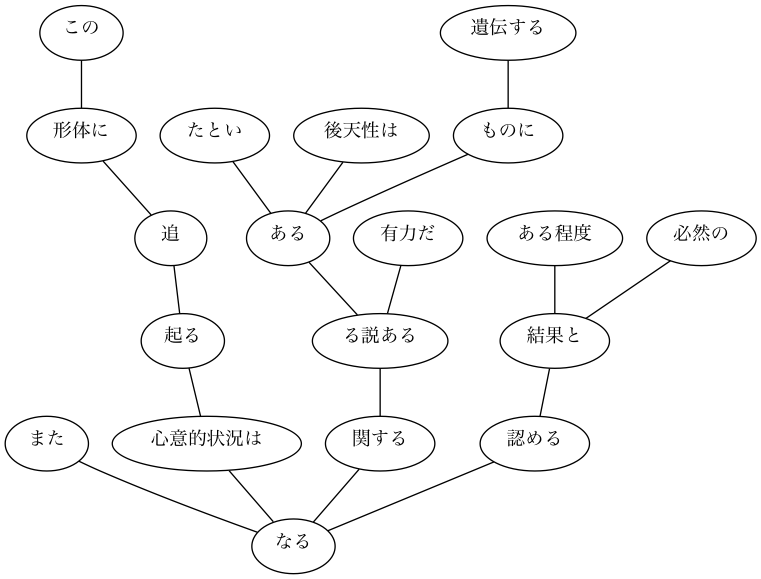 この
遺伝する
形体に
たとい
後天性は
ものに
追
ある
有力だ
ある程度
必然の
起る
る説ある
結果と
また
心意的状況は
関する
認める
なる